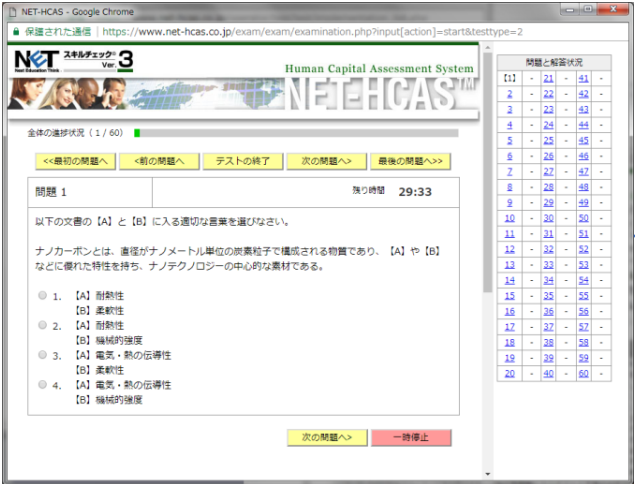 NET-HCAS - Google Chrome
保護された通信 | https://www.net-hcas.co.jp/exam/exam/examination.php?input[action]=start&testtype=2
NET スキルチェック® Ver.3
Next Education Think
Human Capital Assessment System
NET-HCAS™
全体の進捗状況 ( 1 / 60)
<<最初の問題へ <前の問題へ テストの終了 次の問題へ> 最後の問題へ>>
問題 1 残り時間 29:33
以下の文書の【A】と【B】に入る適切な言葉を選びなさい。
ナノカーボンとは、直径がナノメートル単位の炭素粒子で構成される物質であり、【A】や【B】
などに優れた特性を持ち、ナノテクノロジーの中心的な素材である。
1. 【A】耐熱性
【B】柔軟性
2. 【A】耐熱性
【B】機械的強度
3. 【A】電気・熱の伝導性
【B】柔軟性
4. 【A】電気・熱の伝導性
【B】機械的強度
次の問題へ> 一時停止
問題と解答状況
【1】 - 21 - 41 -
2 - 22 - 42 -
3 - 23 - 43 -
4 - 24 - 44 -
5 - 25 - 45 -
6 - 26 - 46 -
7 - 27 - 47 -
8 - 28 - 48 -
9 - 29 - 49 -
10 - 30 - 50 -
11 - 31 - 51 -
12 - 32 - 52 -
13 - 33 - 53 -
14 - 34 - 54 -
15 - 35 - 55 -
16 - 36 - 56 -
17 - 37 - 57 -
18 - 38 - 58 -
19 - 39 - 59 -
20 - 40 - 60 -